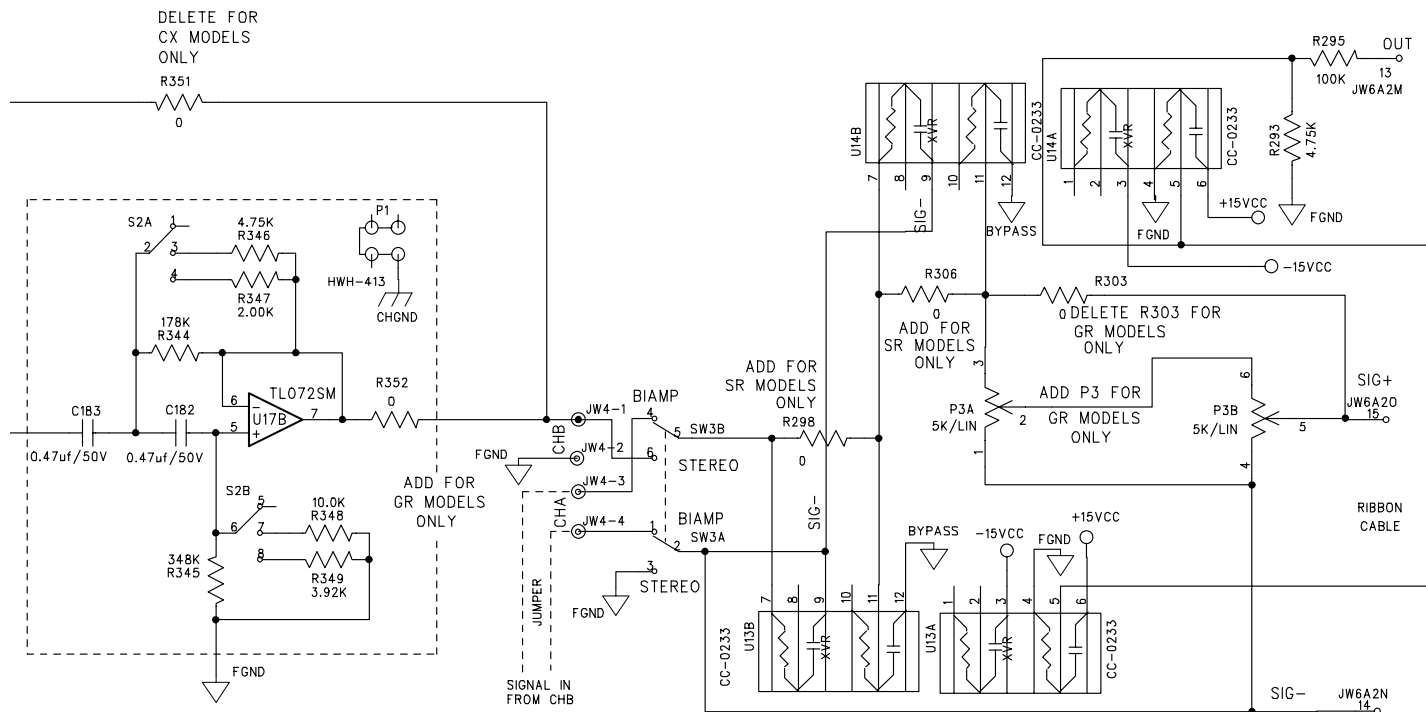 DELETE FOR
CX MODELS
ONLY
R351
0
S2A
1
2
3
4
4.75K
R346
R347
2.00K
P1
HWH-413
CHGND
178K
R344
TL072SM
6
5
7
U17B
R352
0
C183
0.47uf/50V
C182
0.47uf/50V
ADD FOR
GR MODELS
ONLY
S2B
5
6
7
8
10.0K
R348
R349
3.92K
348K
R345
FGND
FGND
CHB
CHA
JW4-1
JW4-2
JW4-3
JW4-4
BIAMP
4
5
6
SW3B
STEREO
BIAMP
1
2
3
SW3A
STEREO
FGND
JUMPER
SIGNAL IN
FROM CHB
ADD FOR
SR MODELS
ONLY
R298
0
SIG-
U14B
XVR
CC-0233
7
8
9
10
11
12
SIG-
BYPASS
U14A
XVR
CC-0233
1
2
3
4
5
6
FGND
+15VCC
-15VCC
R295
100K
OUT
13
JW6A2M
R293
4.75K
FGND
R306
0
ADD FOR
SR MODELS
ONLY
R303
0
DELETE R303 FOR
GR MODELS
ONLY
3
P3A
5K/LIN
2
1
ADD P3 FOR
GR MODELS
ONLY
6
P3B
5K/LIN
5
4
SIG+
JW6A2O
15
RIBBON
CABLE
BYPASS
-15VCC
FGND
+15VCC
7
8
9
10
11
12
U13B
XVR
CC-0233
1
2
3
4
5
6
U13A
XVR
CC-0233
SIG-
JW6A2N
14